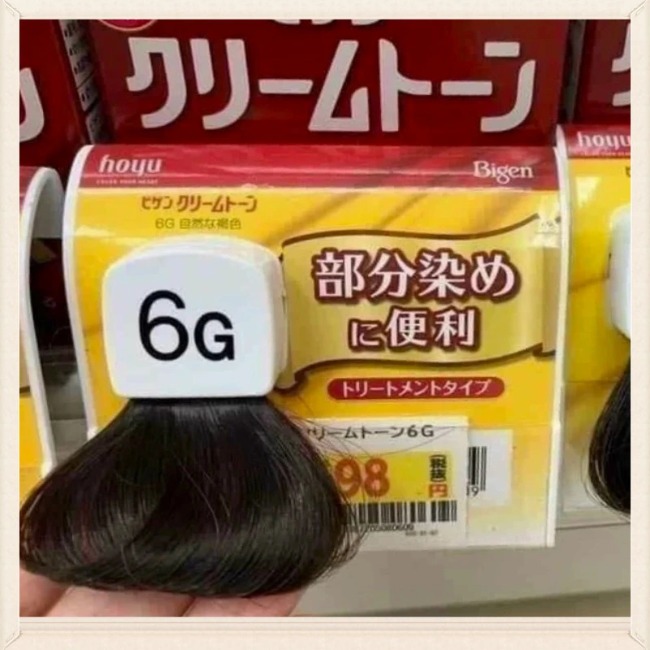 クリームトーン
hoyu
Bigen
hoyu
ビゲン クリームトーン
6G 自然な褐色
部分染め
に便利
6G
トリートメントタイプ
リームトーン6G
98
(税抜)
円